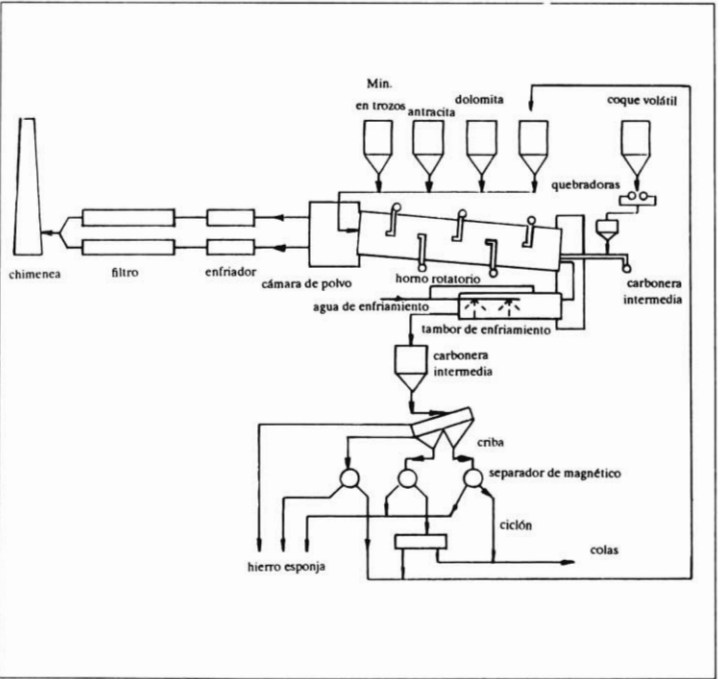 Min.
en trozos
antracita
dolomita
coque volátil
quebradoras
chimenea
filtro
enfriador
cámara de polvo
horno rotatorio
carbonera
intermedia
agua de enfriamiento
tambor de enfriamiento
carbonera
intermedia
criba
separador de magnético
ciclón
colas
hierro esponja